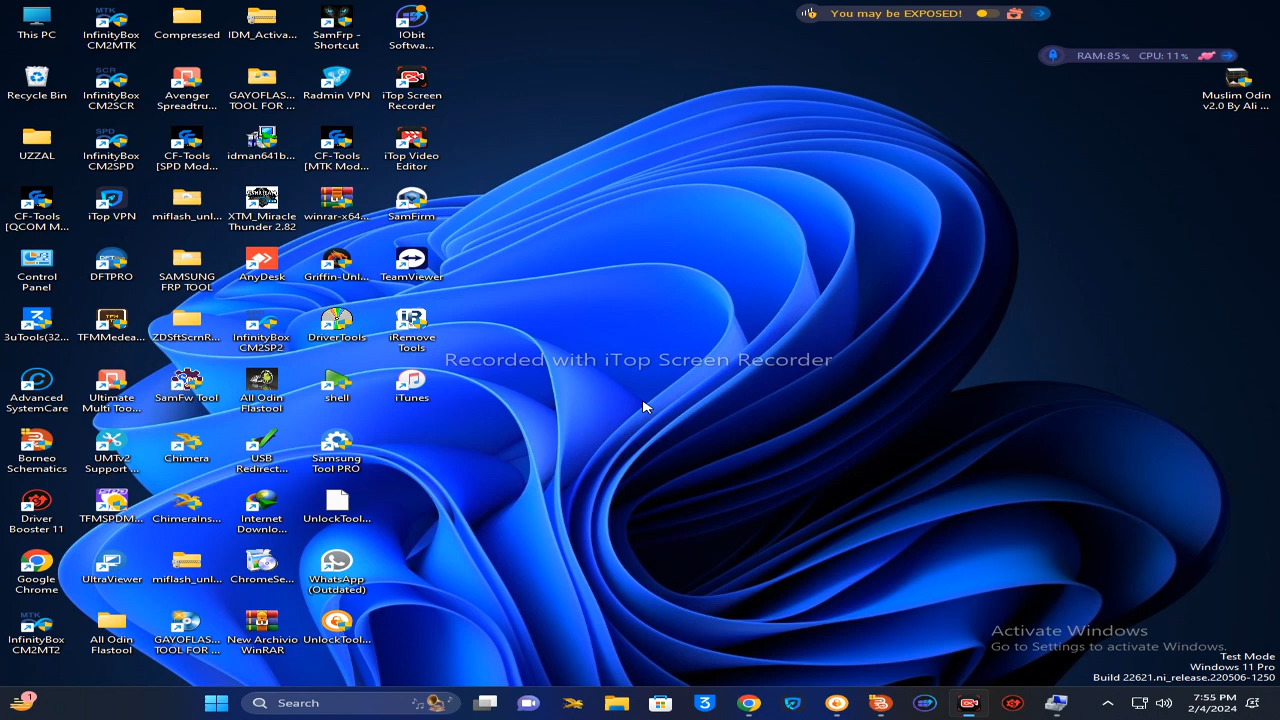 You may be EXPOSED!
RAM:85% CPU: 11%
Muslim Odin
v2.0 By Ali ...
This PC
InfinityBox
CM2MTK
Compressed
IDM_Activa...
SamFrp -
Shortcut
IObit
Softwa...
Recycle Bin
InfinityBox
CM2SCR
Avenger
Spreadtru...
GAYOFLAS...
TOOL FOR ...
Radmin VPN
iTop Screen
Recorder
UZZAL
InfinityBox
CM2SPD
CF-Tools
[SPD Mod...
idman641b...
CF-Tools
[MTK Mod...
iTop Video
Editor
CF-Tools
[QCOM M...
iTop VPN
miflash_unl...
XTM_Miracle
Thunder 2.82
winrar-x64...
SamFirm
Control
Panel
DFTPRO
SAMSUNG
FRP TOOL
AnyDesk
Griffin-Unl...
TeamViewer
3uTools(32...
TFMMedea...
ZDSftScrnR...
InfinityBox
CM2SP2
DriverTools
iRemove
Tools
Recorded with iTop Screen Recorder
Advanced
SystemCare
Ultimate
Multi Too...
SamFw Tool
All Odin
Flastool
shell
iTunes
Borneo
Schematics
UMTv2
Support ...
Chimera
USB
Redirect...
Samsung
Tool PRO
Driver
Booster 11
TFMSPDM...
ChimeraIns...
Internet
Downlo...
UnlockTool...
Google
Chrome
UltraViewer
miflash_unl...
ChromeSe...
WhatsApp
(Outdated)
InfinityBox
CM2MT2
All Odin
Flastool
GAYOFLAS...
TOOL FOR ...
New Archivio
WinRAR
UnlockTool...
Activate Windows
Go to Settings to activate Windows.
Test Mode
Windows 11 Pro
Build 22621.ni_release.220506-1250
1
Search
7:55 PM
2/4/2024